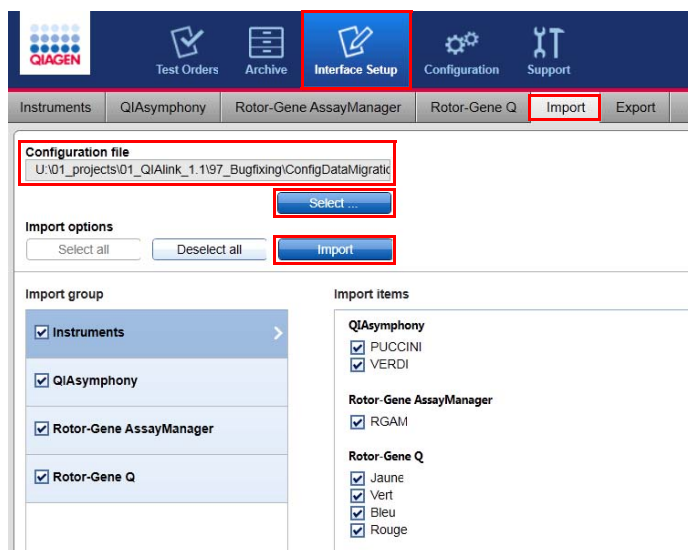 QIAGEN
Test Orders
Archive
Interface Setup
Configuration
Support
Instruments
QIAsymphony
Rotor-Gene AssayManager
Rotor-Gene Q
Import
Export
Configuration file
U:\01_projects\01_QIAlink_1.1\97_Bugfixing\ConfigDataMigratic
Select ...
Import options
Select all
Deselect all
Import
Import group
Instruments
QIAsymphony
Rotor-Gene AssayManager
Rotor-Gene Q
Import items
QIAsymphony
PUCCINI
VERDI
Rotor-Gene AssayManager
RGAM
Rotor-Gene Q
Jaune
Vert
Bleu
Rouge